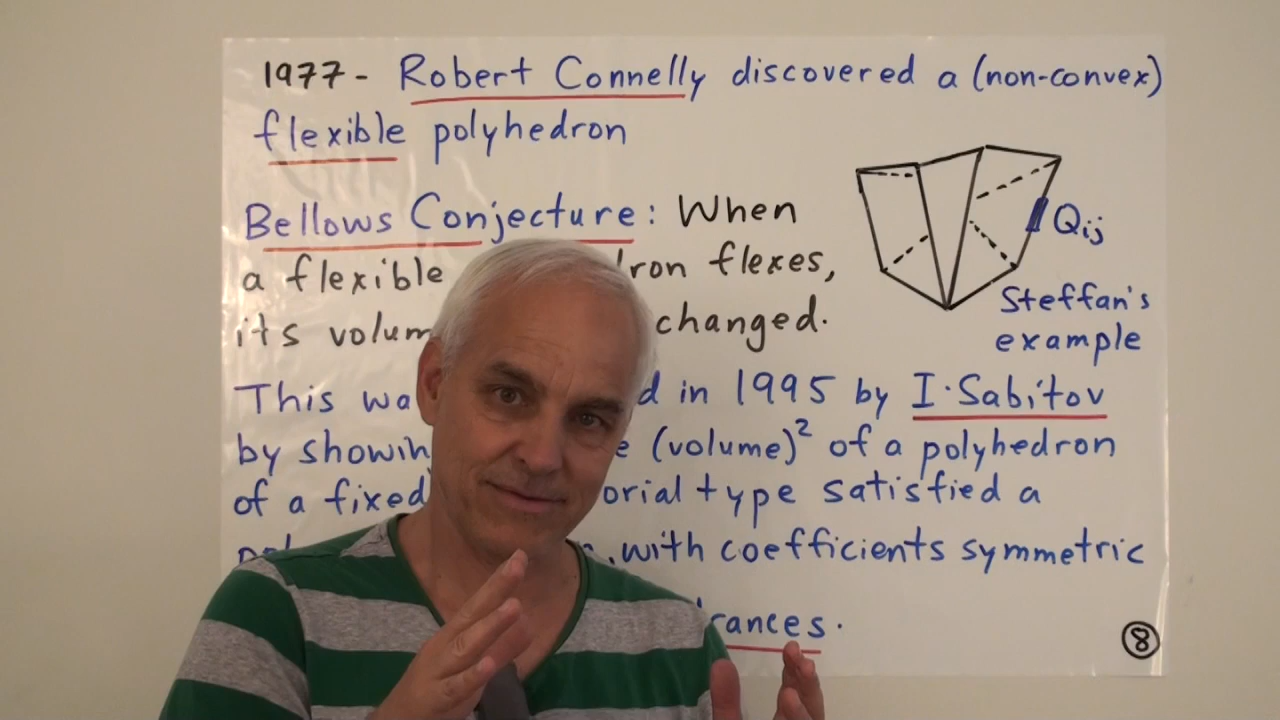 1977 - Robert Connelly discovered a (non-convex)
flexible polyhedron
Bellows Conjecture: When
a flexible ron flexes,
its volum changed.
Qij
Steffan's
example
This wa d in 1995 by I. Sabitov
by showin e (volume)² of a polyhedron
of a fixed orial type satisfied a
with coefficients symmetric
rances.
8